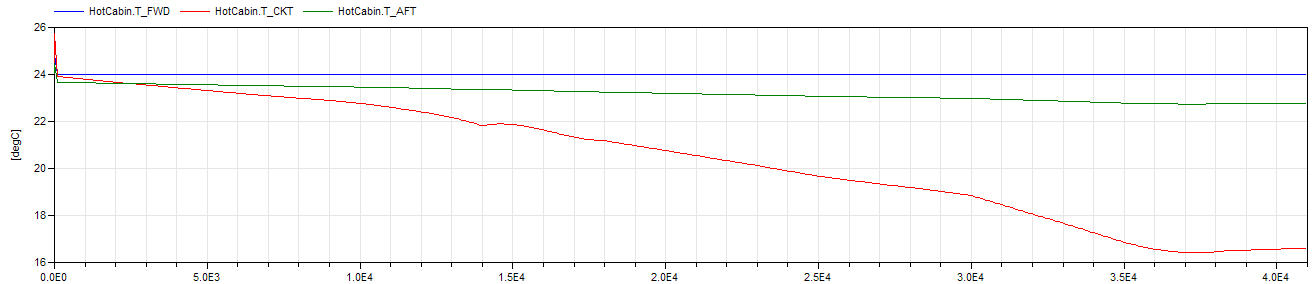 HotCabin.T_FWD HotCabin.T_CKT HotCabin.T_AFT
26
24
22
20
18
16
[degC]
0.0E0 5.0E3 1.0E4 1.5E4 2.0E4 2.5E4 3.0E4 3.5E4 4.0E4